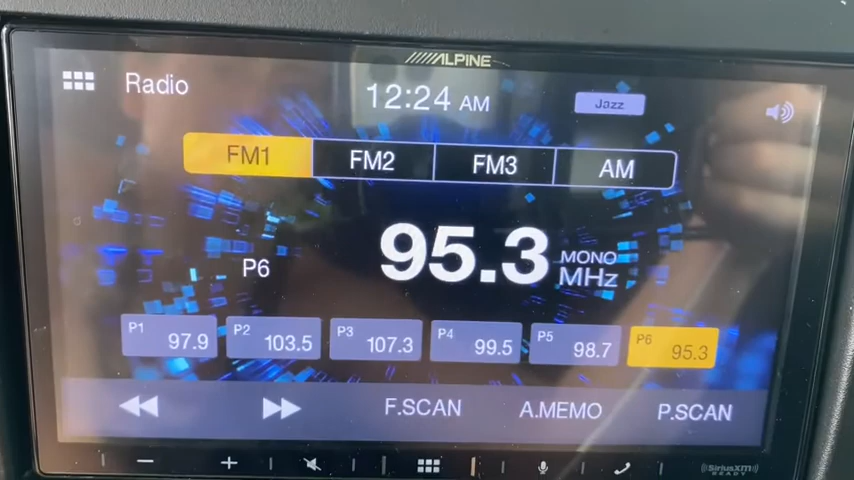 ALPINE
Radio
12:24 AM
Jazz
FM1 FM2 FM3 AM
P6
95.3 MONO MHz
P1 97.9
P2 103.5
P3 107.3
P4 99.5
P5 98.7
P6 95.3
F.SCAN A.MEMO P.SCAN
((SiriusXM))
READY